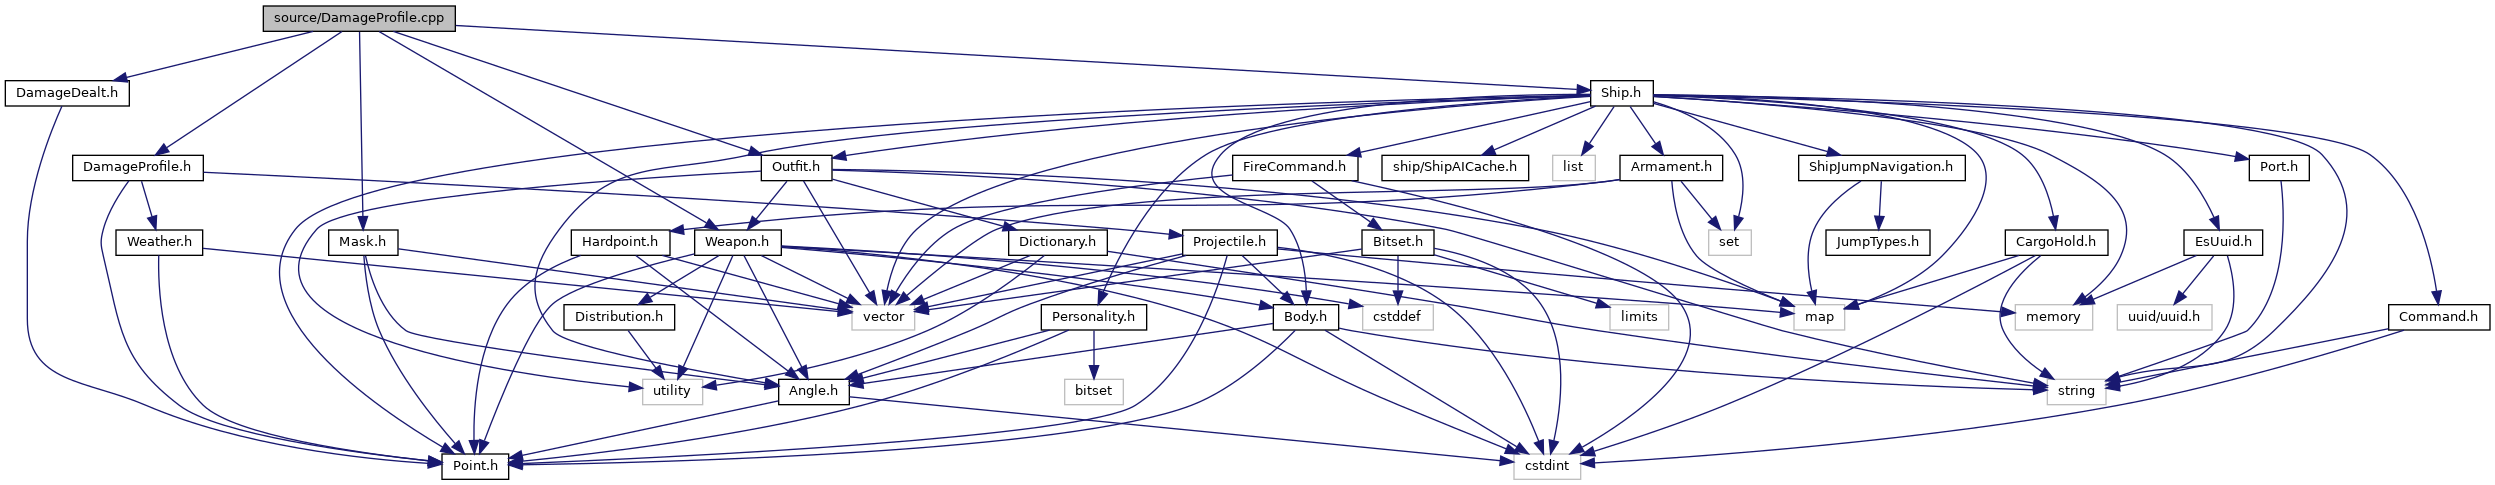 source/DamageProfile.cpp
DamageDealt.h
Ship.h
DamageProfile.h
Outfit.h
FireCommand.h
ship/ShipAICache.h
list
Armament.h
ShipJumpNavigation.h
Port.h
Weather.h
Mask.h
Hardpoint.h
Weapon.h
Dictionary.h
Projectile.h
Bitset.h
set
JumpTypes.h
CargoHold.h
EsUuid.h
Distribution.h
vector
Personality.h
Body.h
cstddef
limits
map
memory
uuid/uuid.h
Command.h
utility
Angle.h
bitset
string
Point.h
cstdint